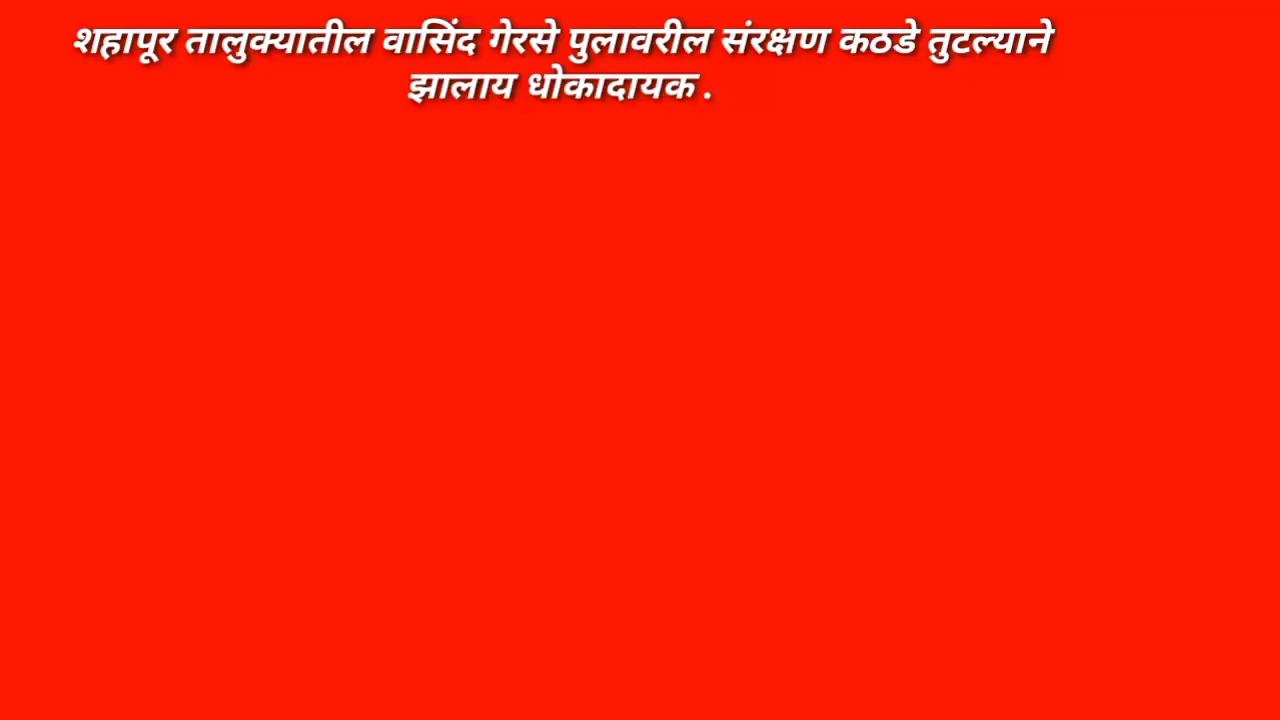 शहापूर तालुक्यातील वासिंद गेरसे पुलावरील संरक्षण कठडे तुटल्याने
झालाय धोकादायक .